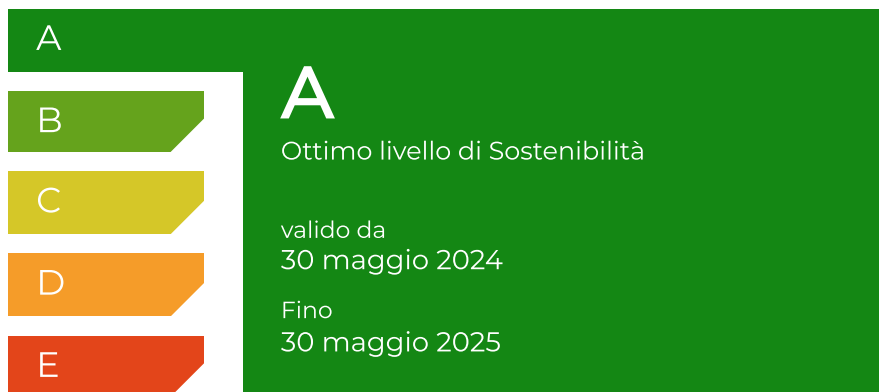 A
B
C
D
E
A
Ottimo livello di Sostenibilità
valido da
30 maggio 2024
Fino
30 maggio 2025